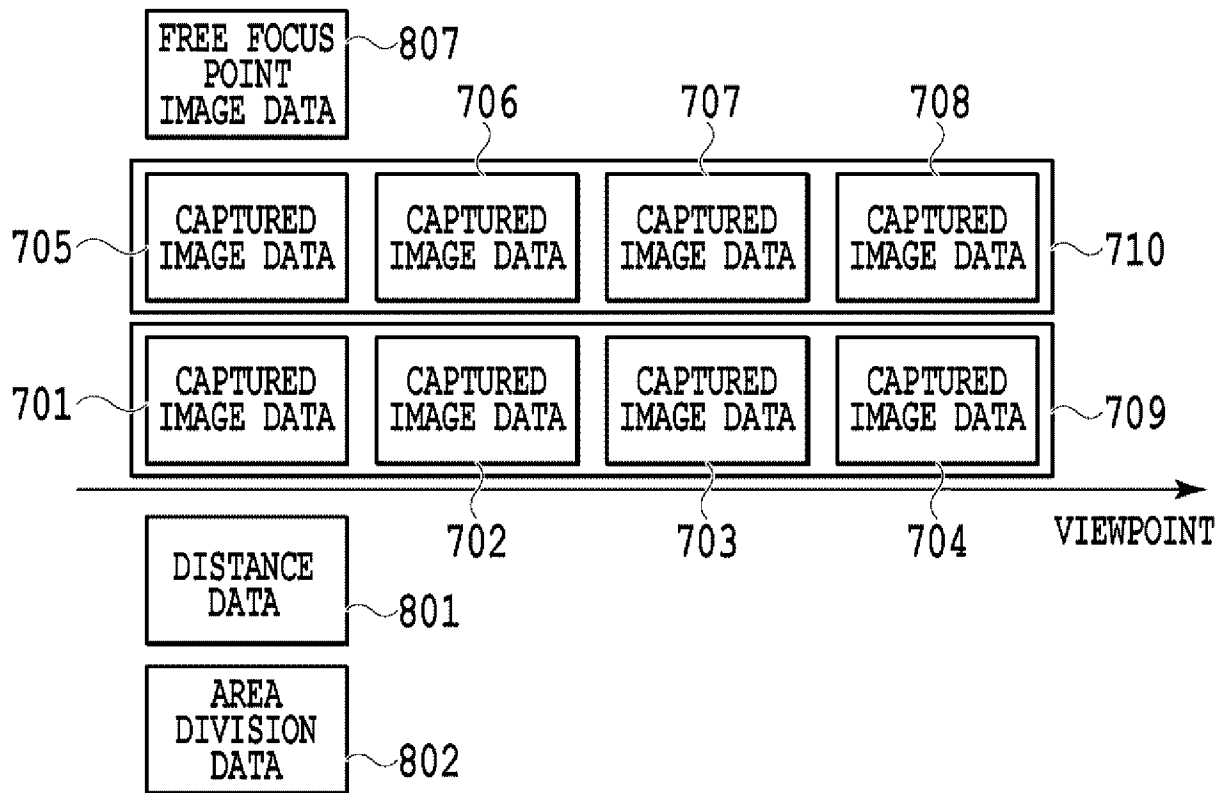 FREE FOCUS
POINT
IMAGE DATA
807
706
707
708
CAPTURED
IMAGE DATA
CAPTURED
IMAGE DATA
CAPTURED
IMAGE DATA
CAPTURED
IMAGE DATA
705
710
CAPTURED
IMAGE DATA
CAPTURED
IMAGE DATA
CAPTURED
IMAGE DATA
CAPTURED
IMAGE DATA
701
709
702
703
704
VIEWPOINT
DISTANCE
DATA
801
AREA
DIVISION
DATA
802